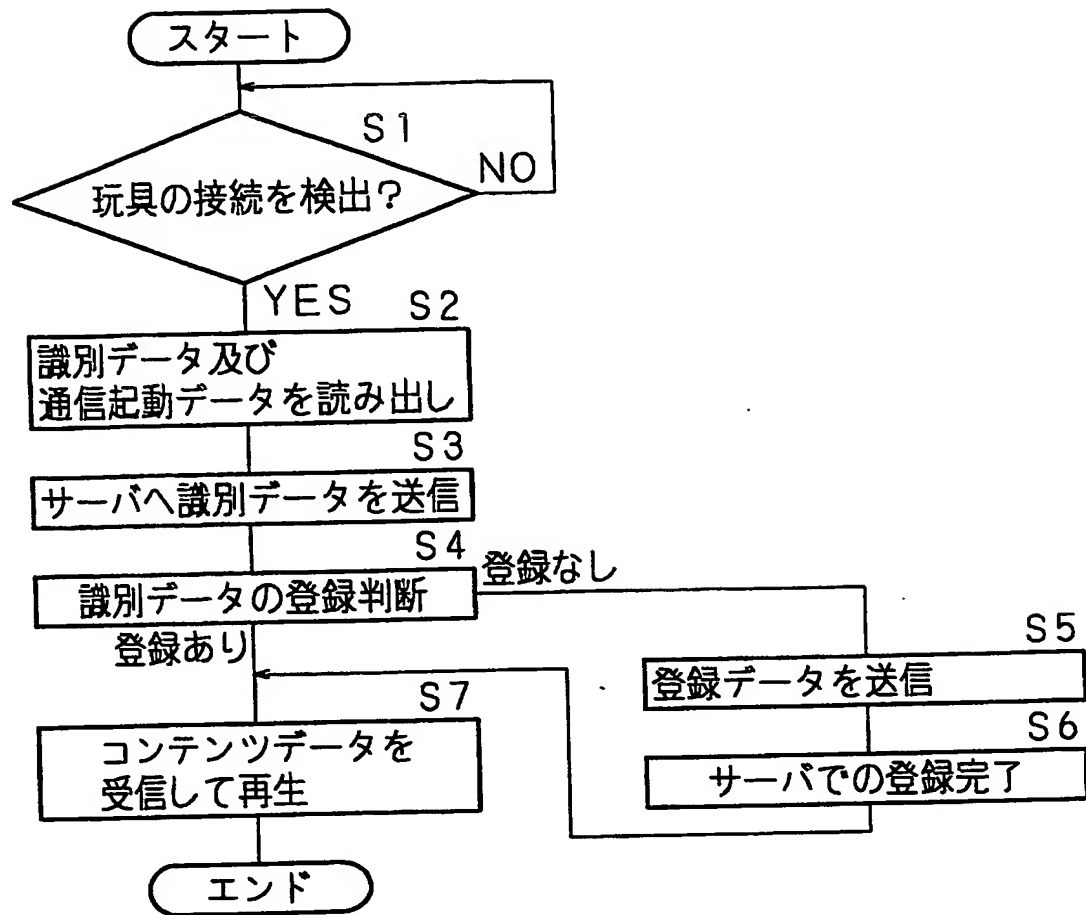 スタート
S1
玩具の接続を検出?
NO
YES
S2
識別データ及び
通信起動データを読み出し
S3
サーバへ識別データを送信
S4
識別データの登録判断
登録なし
登録あり
S5
登録データを送信
S6
サーバでの登録完了
S7
コンテンツデータを
受信して再生
エンド